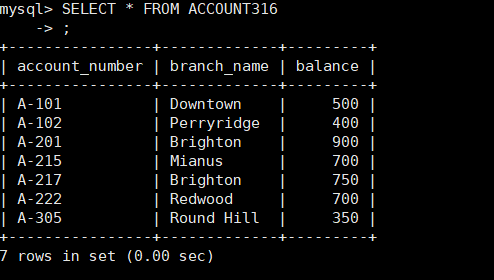 mysql> SELECT * FROM ACCOUNT316
    -> ;
+----------------+-------------+---------+
| account_number | branch_name | balance |
+----------------+-------------+---------+
| A-101          | Downtown    |     500 |
| A-102          | Perryridge  |     400 |
| A-201          | Brighton    |     900 |
| A-215          | Mianus      |     700 |
| A-217          | Brighton    |     750 |
| A-222          | Redwood     |     700 |
| A-305          | Round Hill  |     350 |
+----------------+-------------+---------+
7 rows in set (0.00 sec)